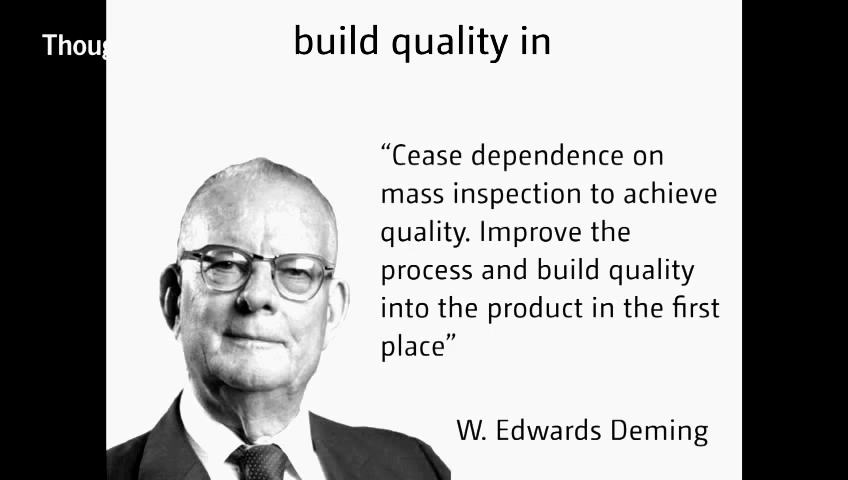 build quality in
Thoug
“Cease dependence on
mass inspection to achieve
quality. Improve the
process and build quality
into the product in the first
place”
W. Edwards Deming